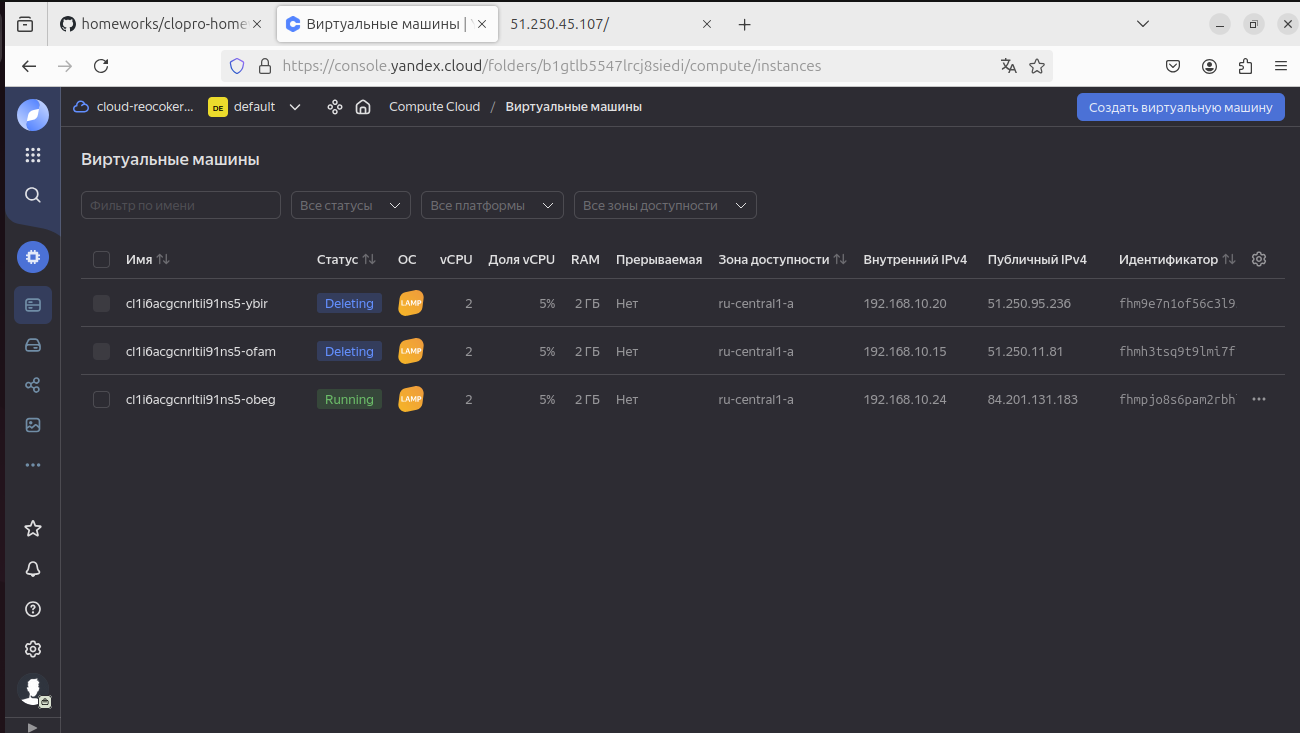 homeworks/clopro-home
Виртуальные машины |
51.250.45.107/
https://console.yandex.cloud/folders/b1gtlb5547lrcj8siedi/compute/instances
cloud-reocoker... DE default Compute Cloud / Виртуальные машины Создать виртуальную машину
Виртуальные машины
Фильтр по имени Все статусы Все платформы Все зоны доступности
Имя Статус ОС vCPU Доля vCPU RAM Прерываемая Зона доступности Внутренний IPv4 Публичный IPv4 Идентификатор
cl1i6acgcnrltii91ns5-ybir Deleting LAMP 2 5% 2 ГБ Нет ru-central1-a 192.168.10.20 51.250.95.236 fhm9e7n1of56c3l9
cl1i6acgcnrltii91ns5-ofam Deleting LAMP 2 5% 2 ГБ Нет ru-central1-a 192.168.10.15 51.250.11.81 fhmh3tsq9t9lmi7f
cl1i6acgcnrltii91ns5-obeg Running LAMP 2 5% 2 ГБ Нет ru-central1-a 192.168.10.24 84.201.131.183 fhmpjo8s6pam2rbh